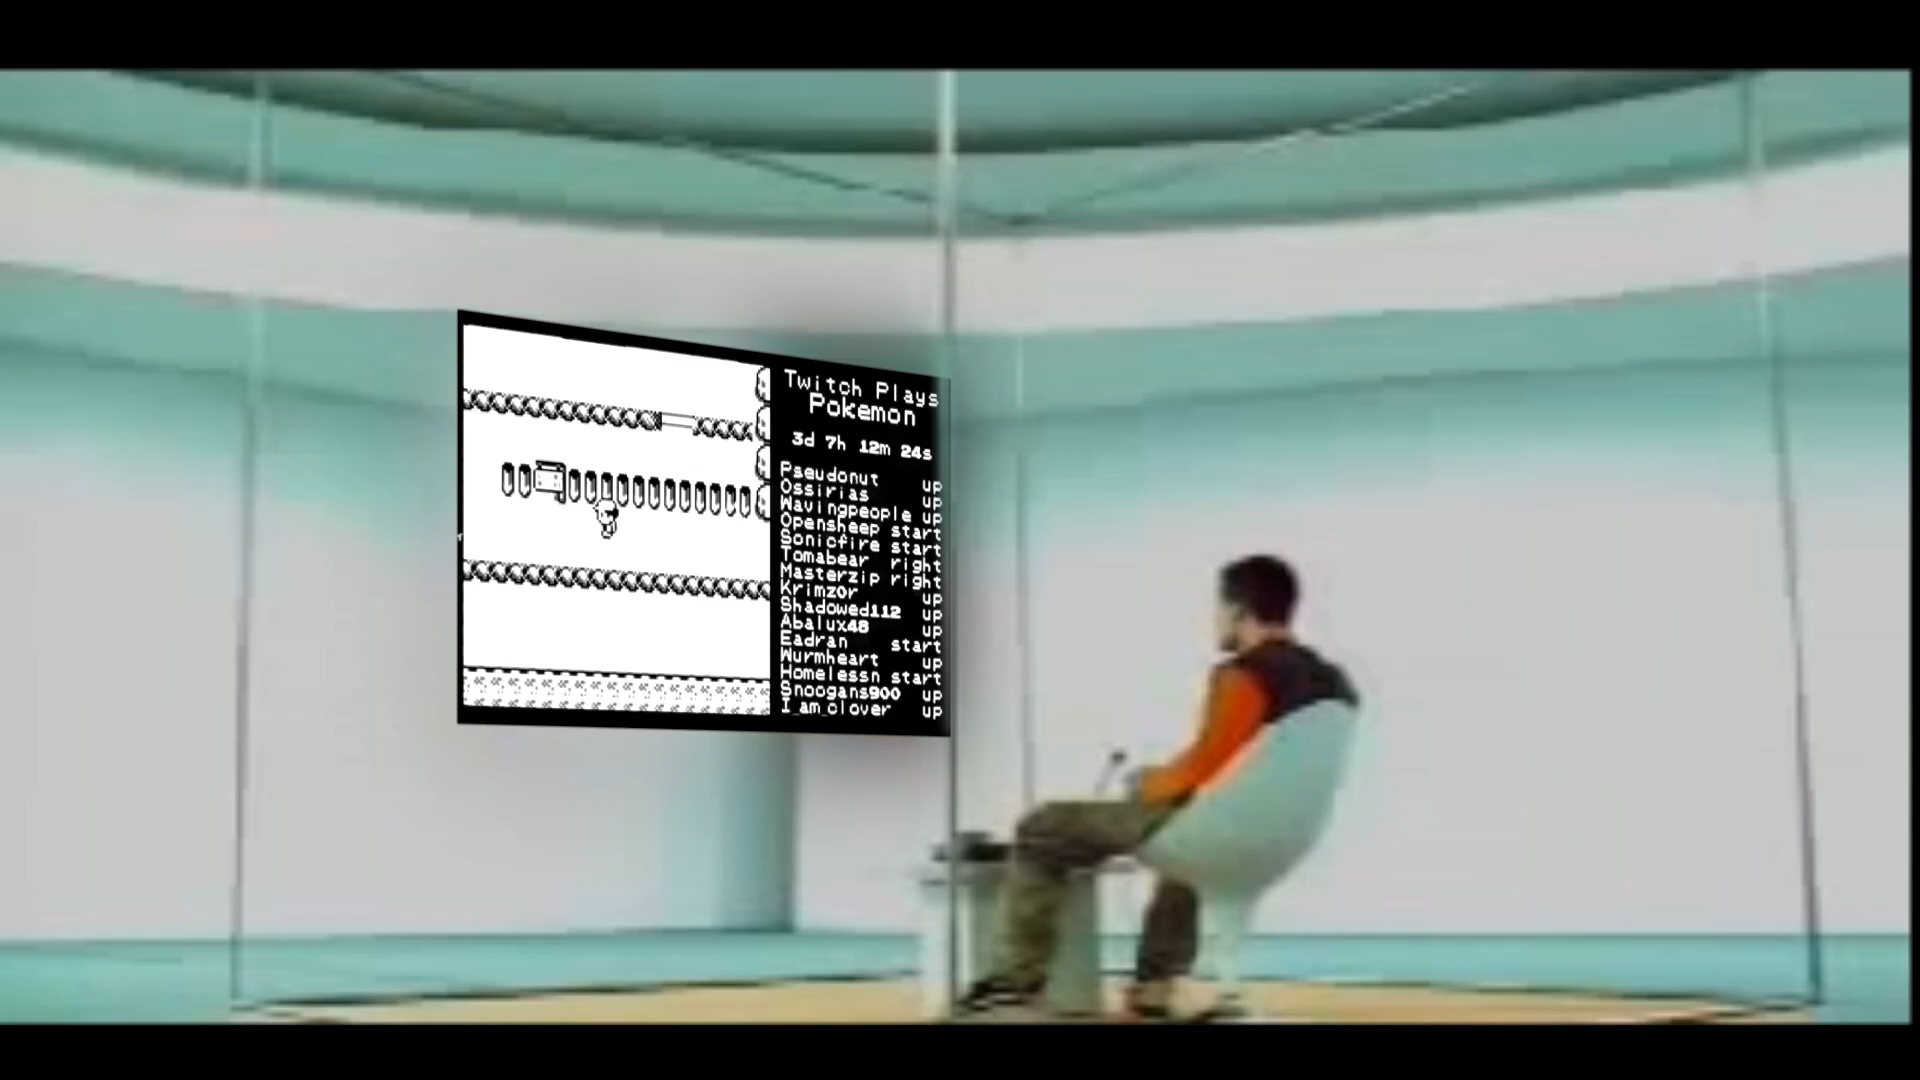 Twitch Plays
Pokemon
3d 7h 12m 24s
Pseudonut up
Ossirias up
Wavingpeople up
Opensheep start
Sonicfire start
Tomabear right
Masterzip right
Krimz0r up
Shadowed112 up
Abalux48 up
Eadran start
Wurmheart up
Homelessn start
Snoogans900 up
I_am_clover up